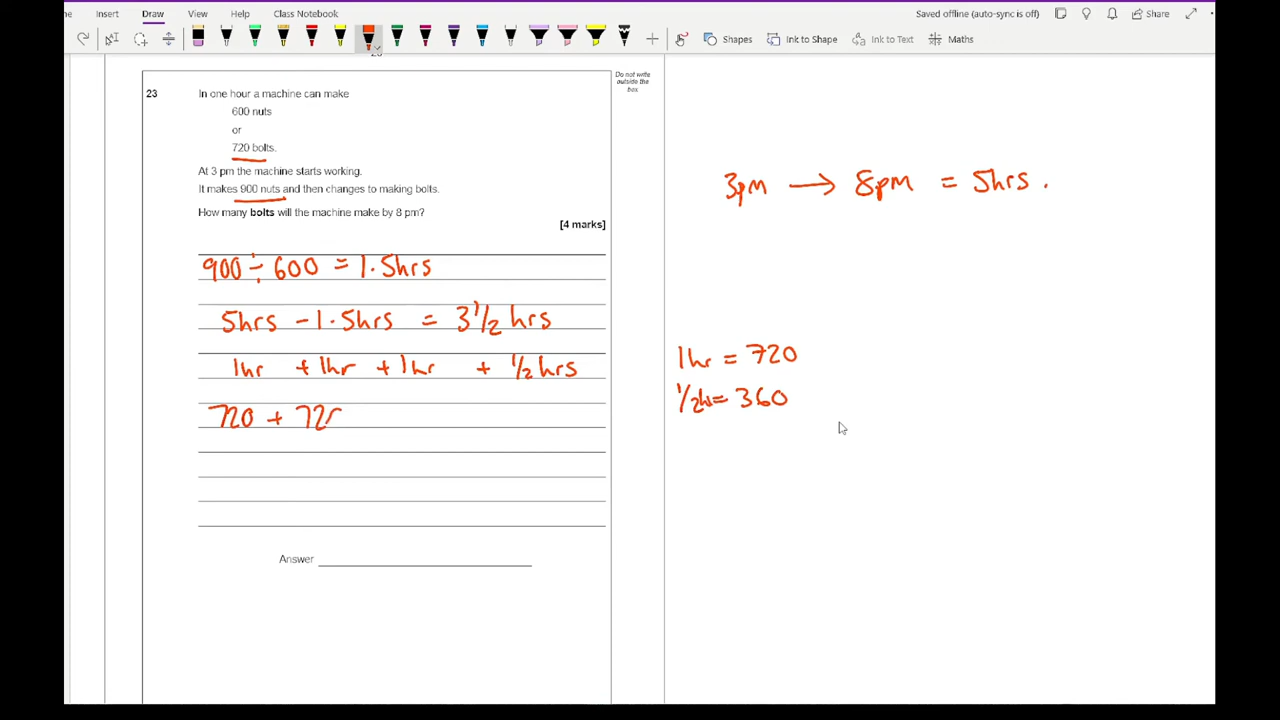 Insert Draw View Help Class Notebook Saved offline (auto-sync is off) Share
Shapes Ink to Shape Ink to Text Maths
Do not write
outside the
box
23 In one hour a machine can make
600 nuts
or
720 bolts.
At 3 pm the machine starts working.
It makes 900 nuts and then changes to making bolts.
How many bolts will the machine make by 8 pm?
[4 marks]
900 ÷ 600 = 1.5hrs
5hrs - 1.5hrs = 3 1/2 hrs
1hr + 1hr + 1hr + 1/2 hrs
720 + 72
Answer
3pm → 8pm = 5hrs.
1hr = 720
1/2hr = 360